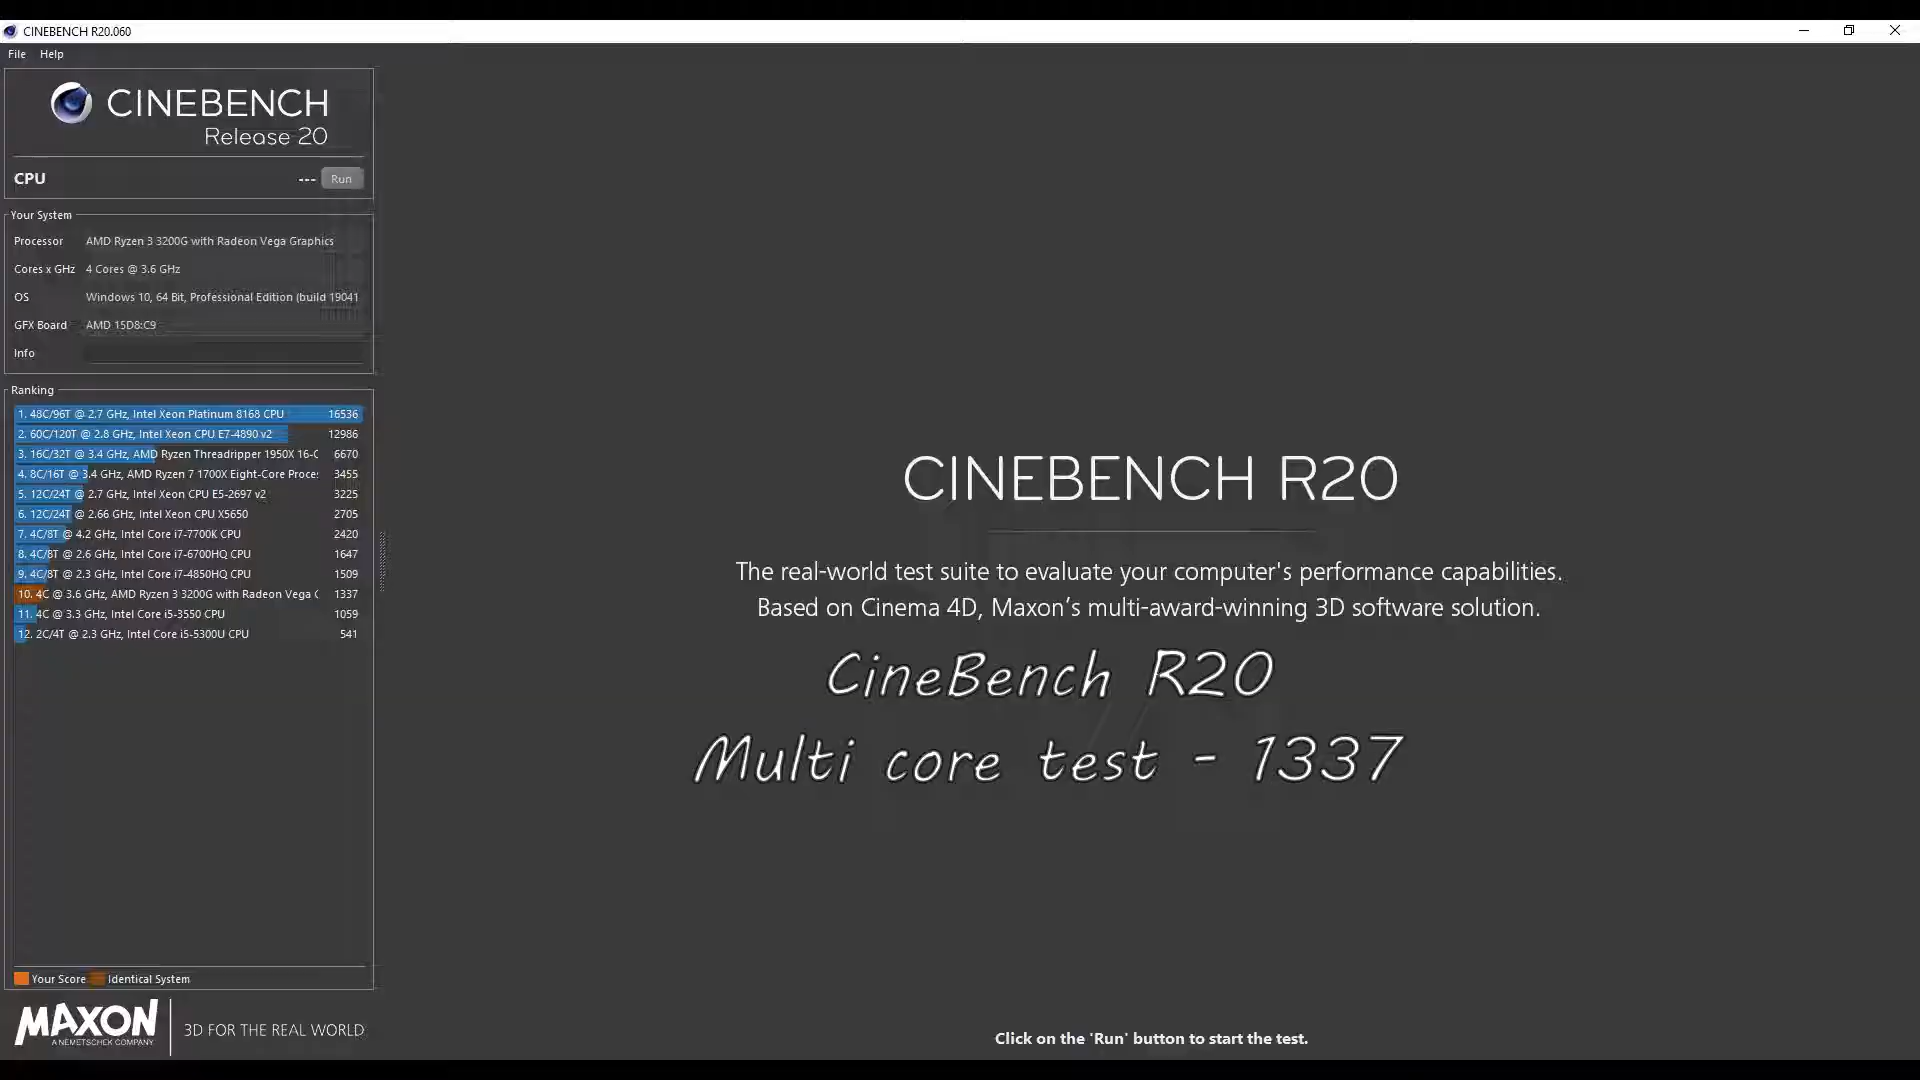 CINEBENCH R20.060
File Help
CINEBENCH
Release 20
CPU --- Run
Your System
Processor AMD Ryzen 3 3200G with Radeon Vega Graphics
Cores x GHz 4 Cores @ 3.6 GHz
OS Windows 10, 64 Bit, Professional Edition (build 19041
GFX Board AMD 15D8:C9
Info
Ranking
1. 48C/96T @ 2.7 GHz, Intel Xeon Platinum 8168 CPU 16536
2. 60C/120T @ 2.8 GHz, Intel Xeon CPU E7-4890 v2 12986
3. 16C/32T @ 3.4 GHz, AMD Ryzen Threadripper 1950X 16-C 6670
4. 8C/16T @ 3.4 GHz, AMD Ryzen 7 1700X Eight-Core Proces 3455
5. 12C/24T @ 2.7 GHz, Intel Xeon CPU E5-2697 v2 3225
6. 12C/24T @ 2.66 GHz, Intel Xeon CPU X5650 2705
7. 4C/8T @ 4.2 GHz, Intel Core i7-7700K CPU 2420
8. 4C/8T @ 2.6 GHz, Intel Core i7-6700HQ CPU 1647
9. 4C/8T @ 2.3 GHz, Intel Core i7-4850HQ CPU 1509
10. 4C @ 3.6 GHz, AMD Ryzen 3 3200G with Radeon Vega G 1337
11. 4C @ 3.3 GHz, Intel Core i5-3550 CPU 1059
12. 2C/4T @ 2.3 GHz, Intel Core i5-5300U CPU 541
Your Score Identical System
MAXON
A NEMETSCHEK COMPANY
3D FOR THE REAL WORLD
CINEBENCH R20
The real-world test suite to evaluate your computer's performance capabilities.
Based on Cinema 4D, Maxon’s multi-award-winning 3D software solution.
CineBench R20
Multi core test - 1337
Click on the 'Run' button to start the test.